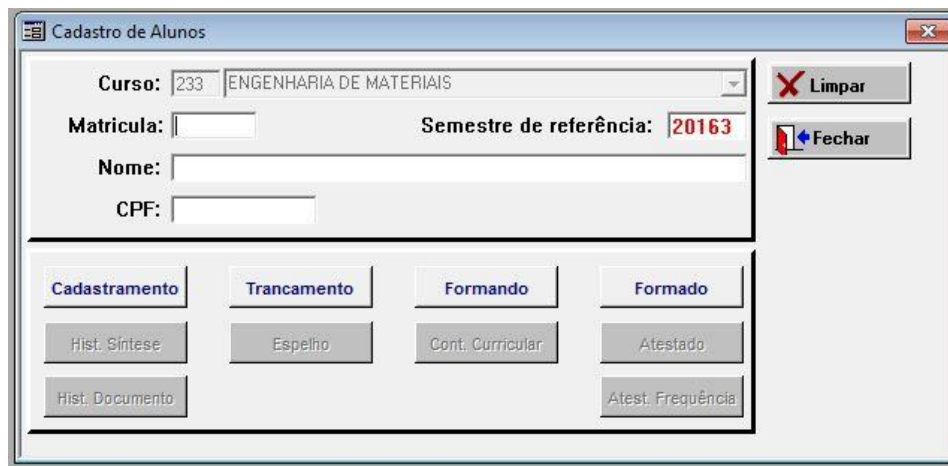 Cadastro de Alunos
Curso: 233 ENGENHARIA DE MATERIAIS
Limpar
Matricula: Semestre de referência: 20163
Fechar
Nome:
CPF:
Cadastramento Trancamento Formando Formado
Hist. Síntese Espelho Cont. Curricular Atestado
Hist. Documento Atest. Frequência